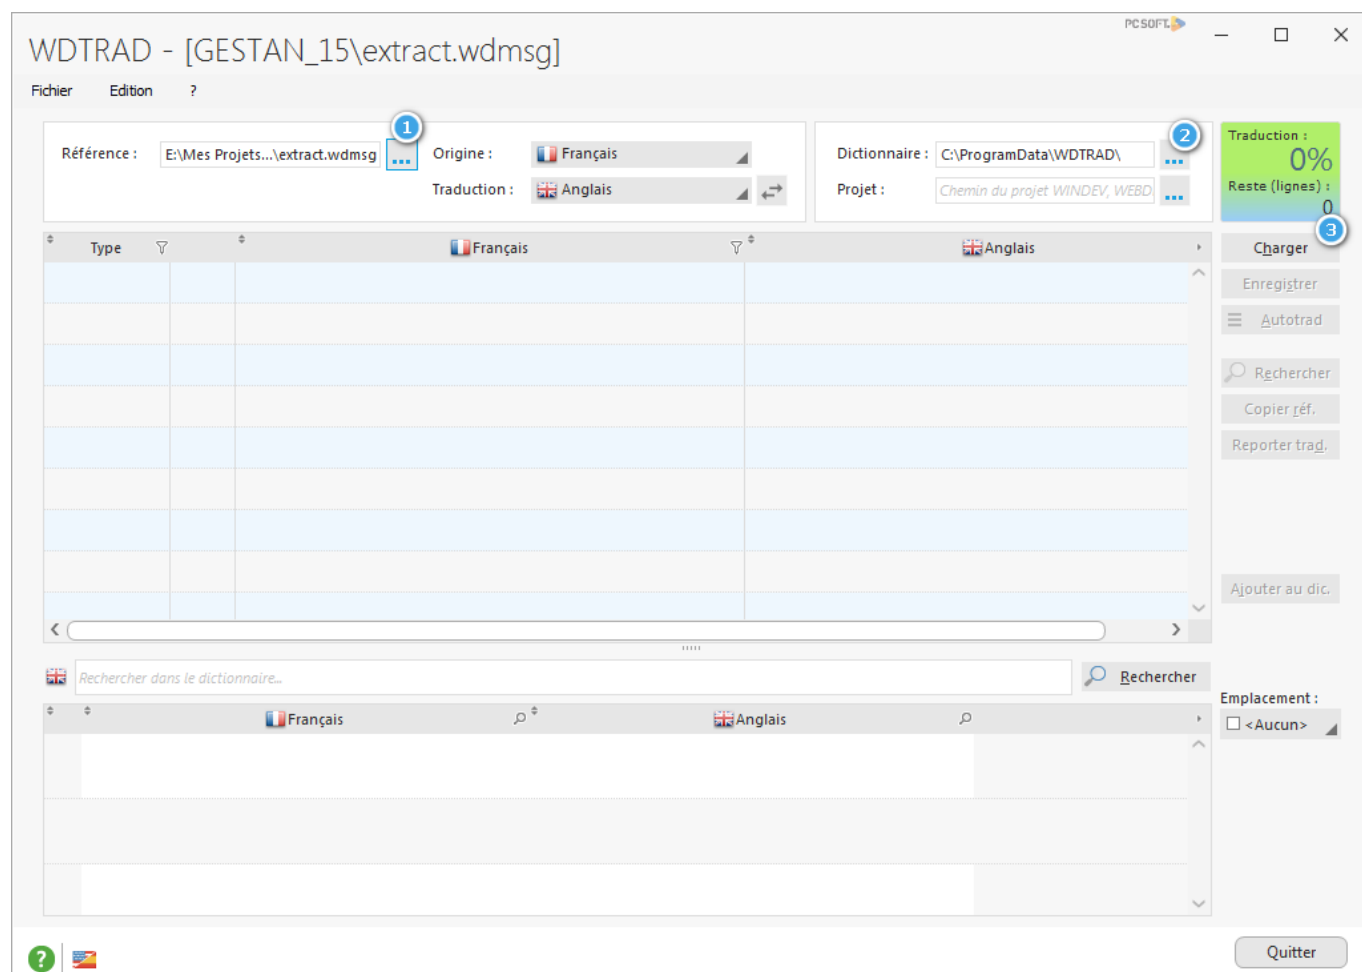 PC SOFT
WDTRAD - [GESTAN_15\extract.wdmsg]
Fichier Edition ?
1
2
Référence : E:\Mes Projets...\extract.wdmsg ... Origine : Français
Dictionnaire : C:\ProgramData\WDTRAD\ ...
Traduction : Anglais
Projet : Chemin du projet WINDEV, WEBD ...
Traduction :
0%
Reste (lignes) :
0
3
Type Français Anglais
Charger
Enregistrer
Autotrad
Rechercher
Copier réf.
Reporter trad.
Ajouter au dic.
Rechercher dans le dictionnaire... Rechercher
Emplacement :
<Aucun>
Français Anglais
? Quitter